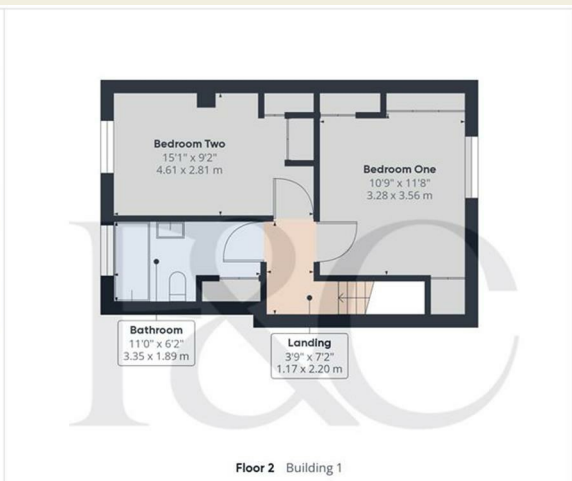 Bedroom Two
15'1" x 9'2"
4.61 x 2.81 m
Bedroom One
10'9" x 11'8"
3.28 x 3.56 m
Bathroom
11'0" x 6'2"
3.35 x 1.89 m
Landing
3'9" x 7'2"
1.17 x 2.20 m
R&C
Floor 2 Building 1